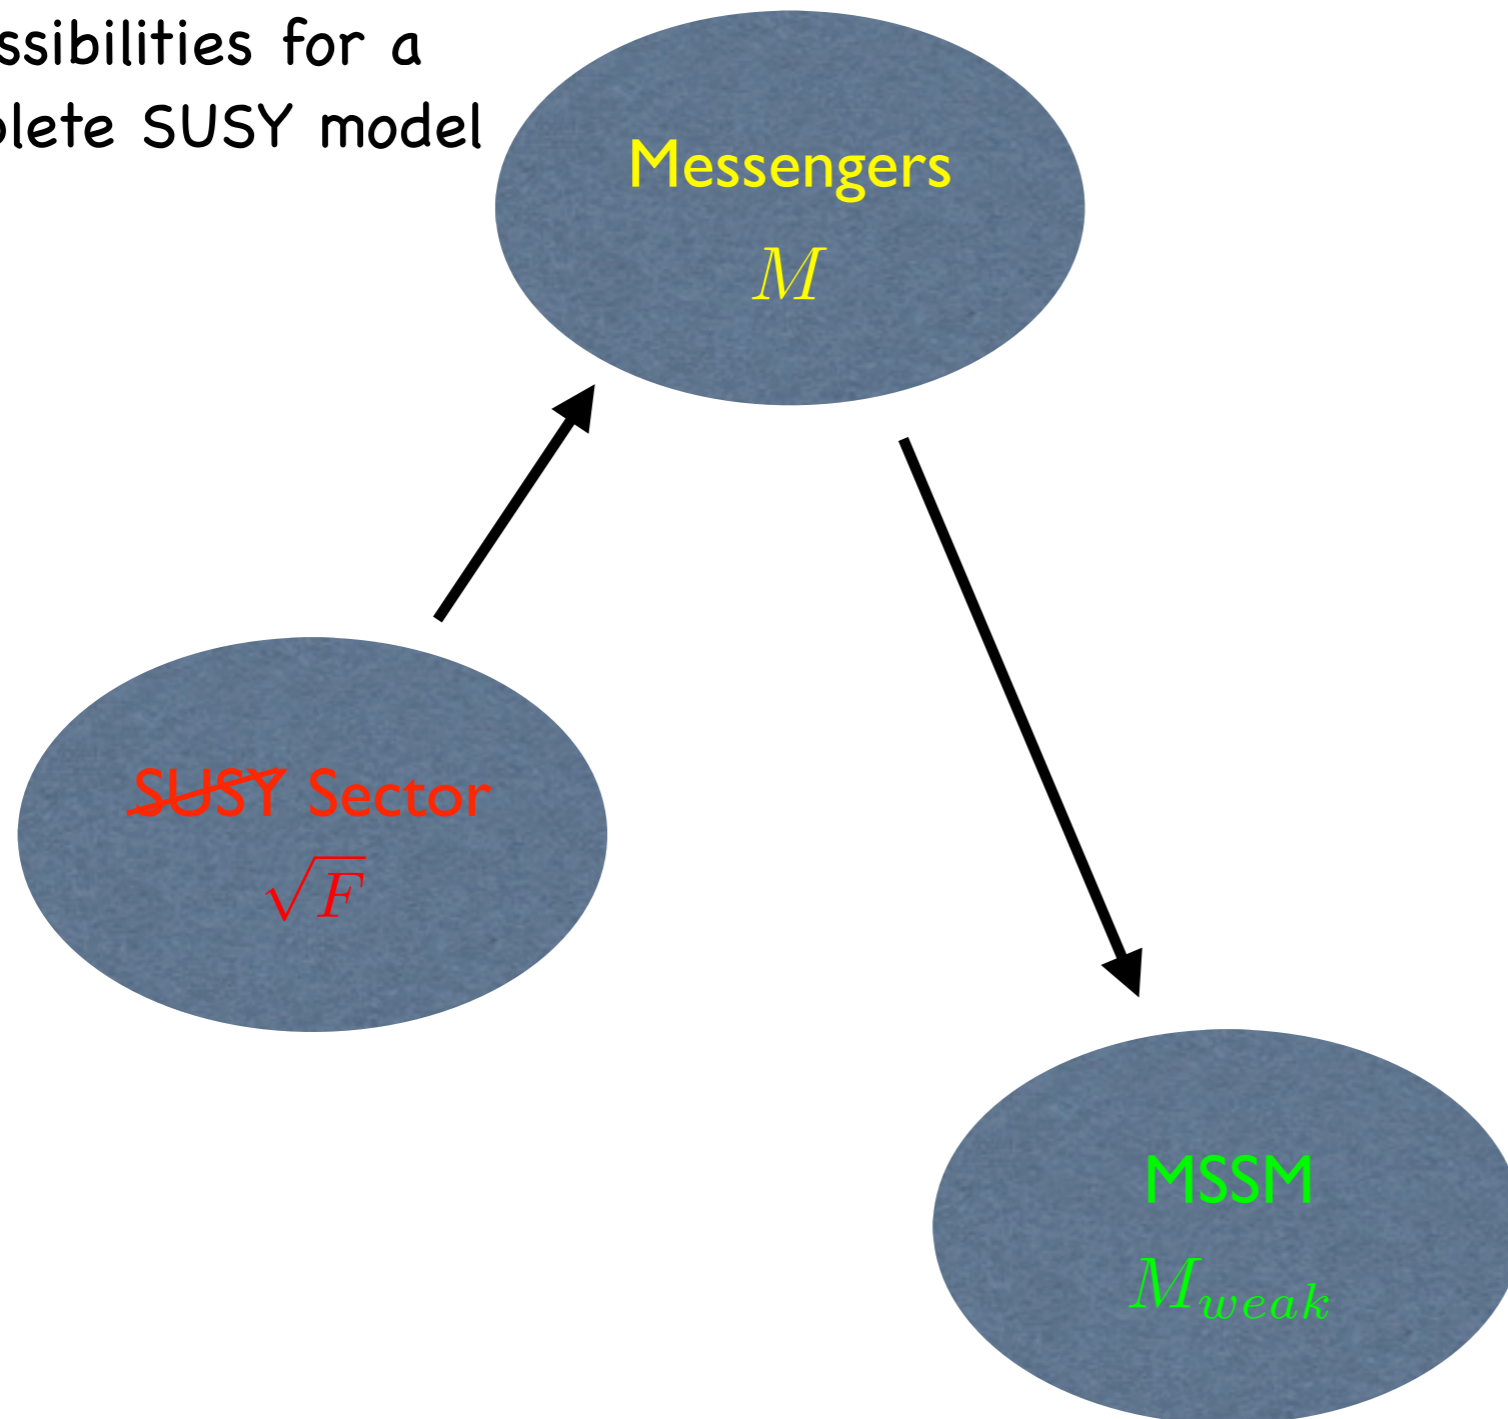 ssibilities for a
plete SUSY model
Messengers
M
SUSY Sector
√F
MSSM
M_weak